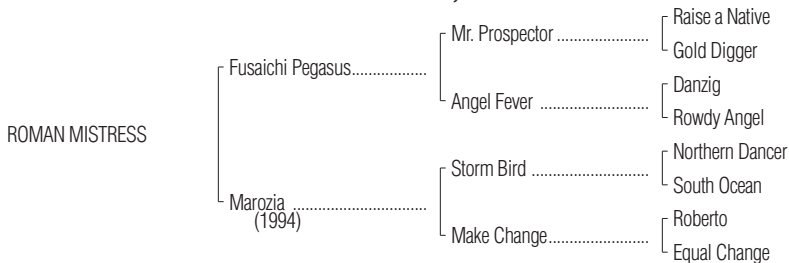 Raise a Native
Mr. Prospector .......................
Gold Digger
Fusaichi Pegasus..................
Danzig
Angel Fever ...........................
Rowdy Angel
ROMAN MISTRESS
Northern Dancer
Storm Bird .............................
South Ocean
Marozia .................................
(1994)
Roberto
Make Change.........................
Equal Change